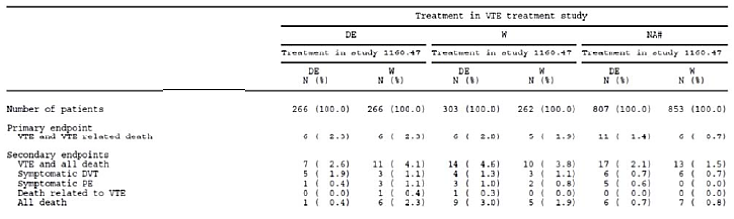 Treatment in VTE treatment study
DE W NA#
Treatment in study 1160.47 Treatment in study 1160.47 Treatment in study 1160.47
DE W DE W DE W
N (%) N (%) N (%) N (%) N (%) N (%)
Number of patients 266 (100.0) 266 (100.0) 303 (100.0) 262 (100.0) 807 (100.0) 853 (100.0)
Primary endpoint
VTE and VTE related death 6 ( 2.3) 6 ( 2.3) 6 ( 2.0) 5 ( 1.9) 11 ( 1.4) 6 ( 0.7)
Secondary endpoints
VTE and all death 7 ( 2.6) 11 ( 4.1) 14 ( 4.6) 10 ( 3.8) 17 ( 2.1) 13 ( 1.5)
Symptomatic DVT 5 ( 1.9) 3 ( 1.1) 4 ( 1.3) 3 ( 1.1) 6 ( 0.7) 6 ( 0.7)
Symptomatic PE 1 ( 0.4) 3 ( 1.1) 3 ( 1.0) 2 ( 0.8) 5 ( 0.6) 0 ( 0.0)
Death related to VTE 0 ( 0.0) 1 ( 0.4) 1 ( 0.3) 0 ( 0.0) 0 ( 0.0) 0 ( 0.0)
All death 1 ( 0.4) 6 ( 2.3) 9 ( 3.0) 5 ( 1.9) 6 ( 0.7) 7 ( 0.8)